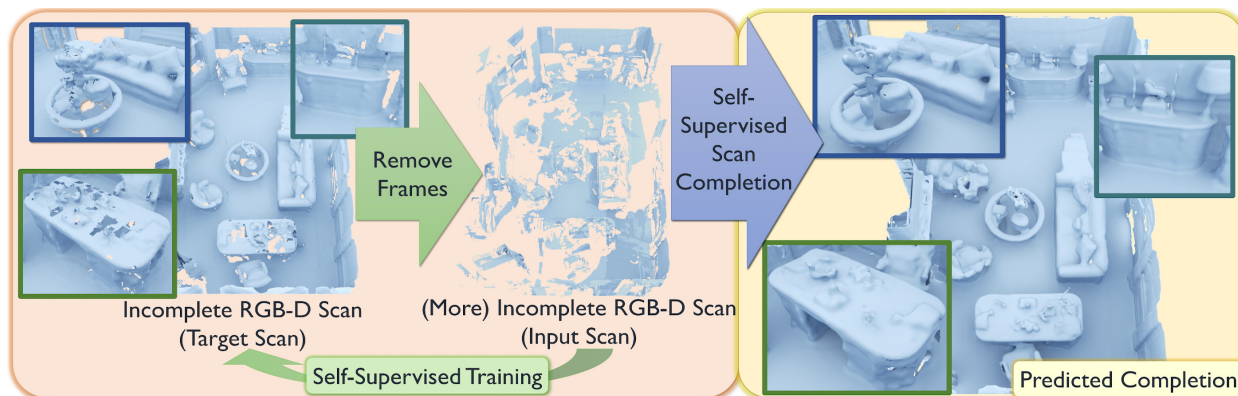 Remove
Frames
Self-
Supervised
Scan
Completion
Incomplete RGB-D Scan
(Target Scan)
(More) Incomplete RGB-D Scan
(Input Scan)
Self-Supervised Training
Predicted Completion